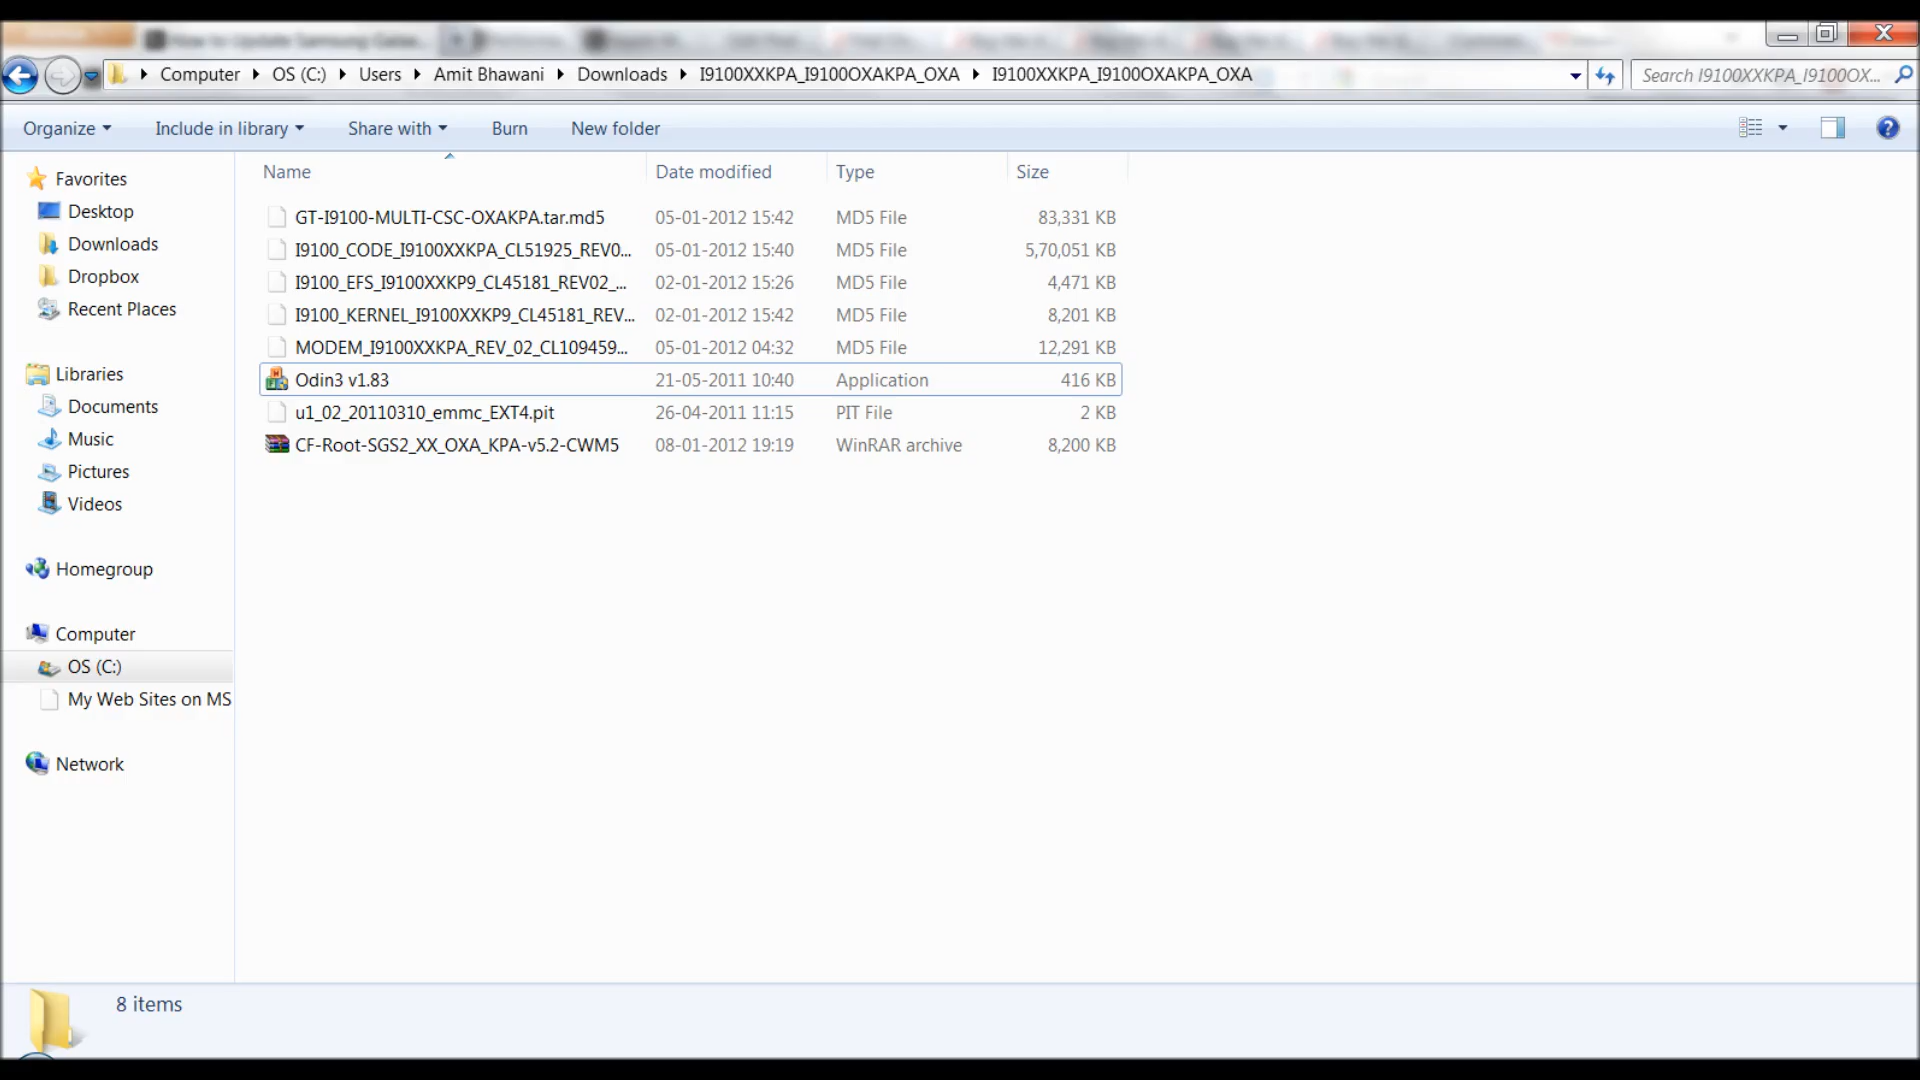 Computer OS (C:) Users Amit Bhawani Downloads I9100XXKPA_I9100OXAKPA_OXA I9100XXKPA_I9100OXAKPA_OXA Search I9100XXKPA_I9100OX...
Organize Include in library Share with Burn New folder
Name Date modified Type Size
GT-I9100-MULTI-CSC-OXAKPA.tar.md5 05-01-2012 15:42 MD5 File 83,331 KB
I9100_CODE_I9100XXKPA_CL51925_REV0... 05-01-2012 15:40 MD5 File 5,70,051 KB
I9100_EFS_I9100XXKP9_CL45181_REV02_... 02-01-2012 15:26 MD5 File 4,471 KB
I9100_KERNEL_I9100XXKP9_CL45181_REV... 02-01-2012 15:42 MD5 File 8,201 KB
MODEM_I9100XXKPA_REV_02_CL109459... 05-01-2012 04:32 MD5 File 12,291 KB
Odin3 v1.83 21-05-2011 10:40 Application 416 KB
u1_02_20110310_emmc_EXT4.pit 26-04-2011 11:15 PIT File 2 KB
CF-Root-SGS2_XX_OXA_KPA-v5.2-CWM5 08-01-2012 19:19 WinRAR archive 8,200 KB
Favorites
Desktop
Downloads
Dropbox
Recent Places
Libraries
Documents
Music
Pictures
Videos
Homegroup
Computer
OS (C:)
My Web Sites on MS
Network
8 items